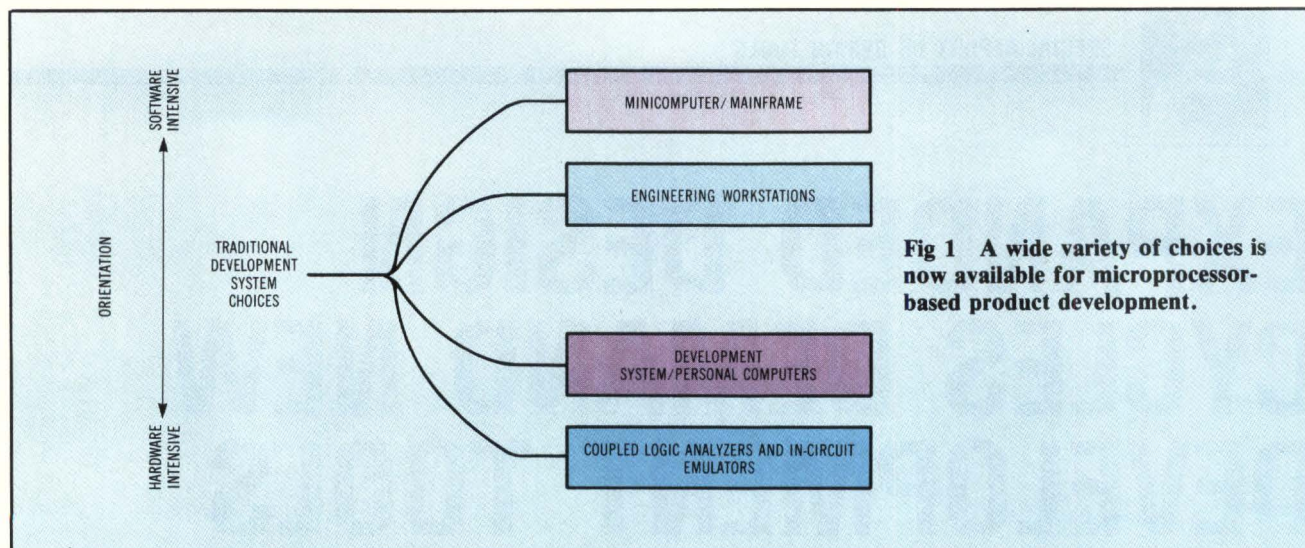 SOFTWARE
INTENSIVE
ORIENTATION
HARDWARE
INTENSIVE
TRADITIONAL
DEVELOPMENT
SYSTEM
CHOICES
MINICOMPUTER/MAINFRAME
ENGINEERING WORKSTATIONS
DEVELOPMENT
SYSTEM/PERSONAL COMPUTERS
COUPLED LOGIC ANALYZERS AND IN-CIRCUIT
EMULATORS
Fig 1 A wide variety of choices is
now available for microprocessor-
based product development.